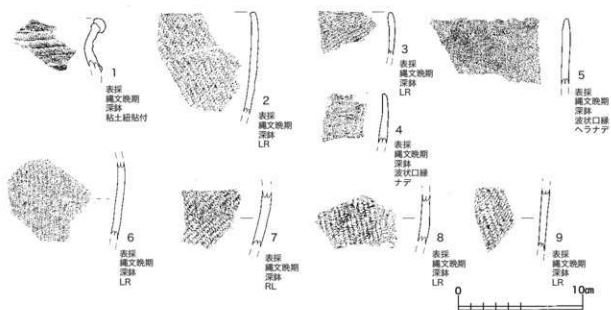 1
表採
縄文晩期
深鉢
粘土紐貼付
2
表採
縄文晩期
深鉢
LR
3
表採
縄文晩期
深鉢
LR
4
表採
縄文晩期
深鉢
波状口縁
ナデ
5
表採
縄文晩期
深鉢
波状口縁
ヘラナデ
6
表採
縄文晩期
深鉢
LR
7
表採
縄文晩期
深鉢
RL
8
表採
縄文晩期
深鉢
LR
9
表採
縄文晩期
深鉢
LR
0 10㎝